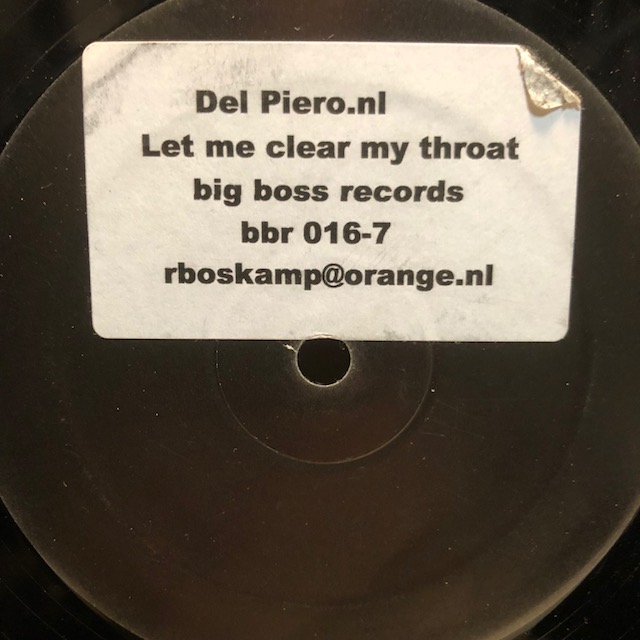 Del Piero.nl
Let me clear my throat
big boss records
bbr 016-7
rboskamp@orange.nl